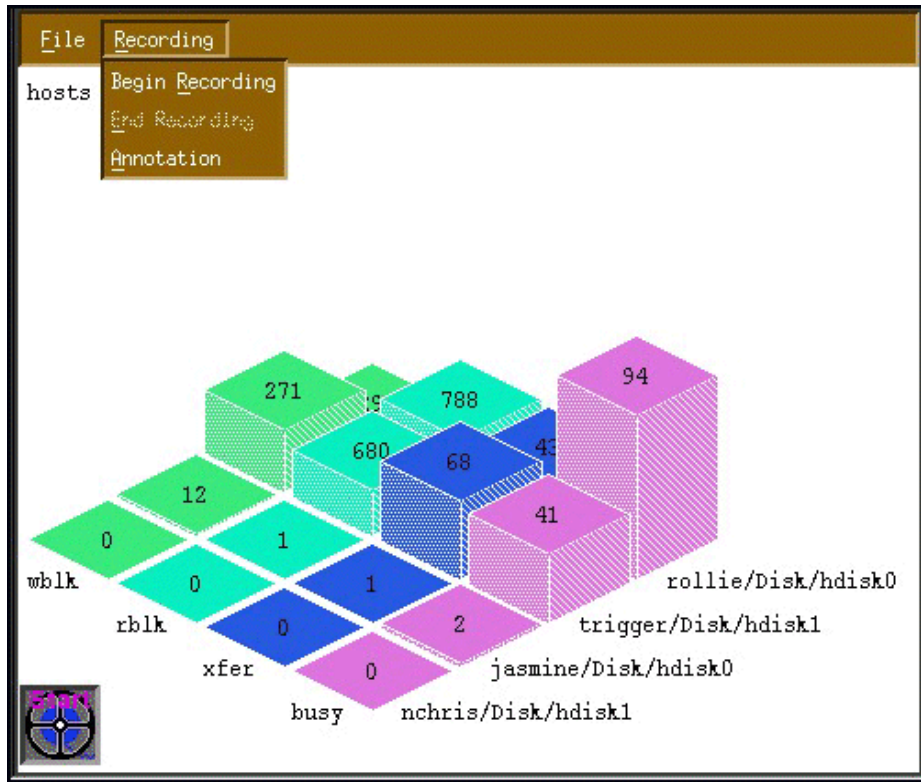 File Recording
Begin Recording
hosts
End Recording
Annotation
94
271
788
680
68
43
12
41
0
1
0
1
rollie/Disk/hdisk0
wblk
rblk
0
2
trigger/Disk/hdisk1
xfer
0
jasmine/Disk/hdisk0
busy
nchris/Disk/hdisk1
Start